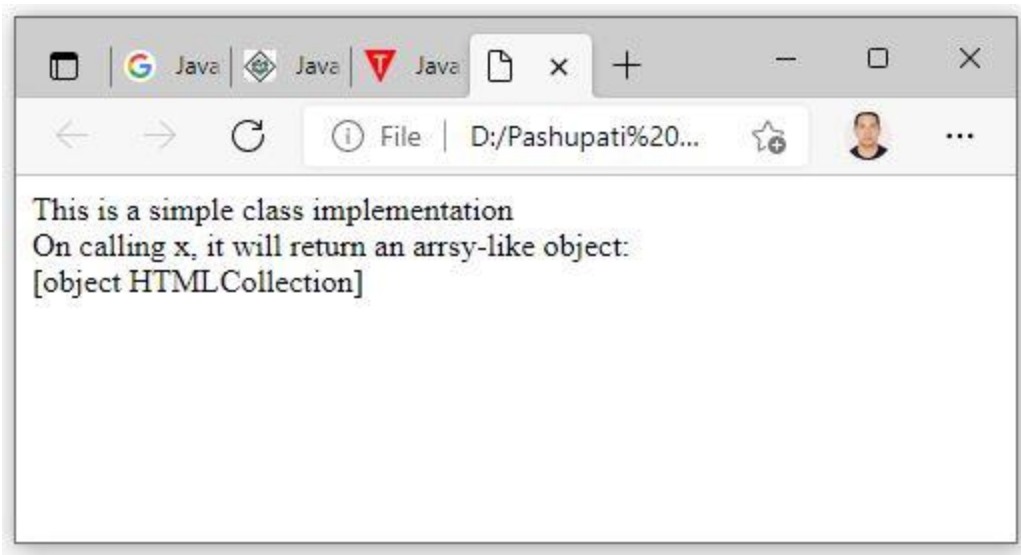 Java Java Java
File D:/Pashupati%20...
This is a simple class implementation
On calling x, it will return an arrsy-like object:
[object HTMLCollection]